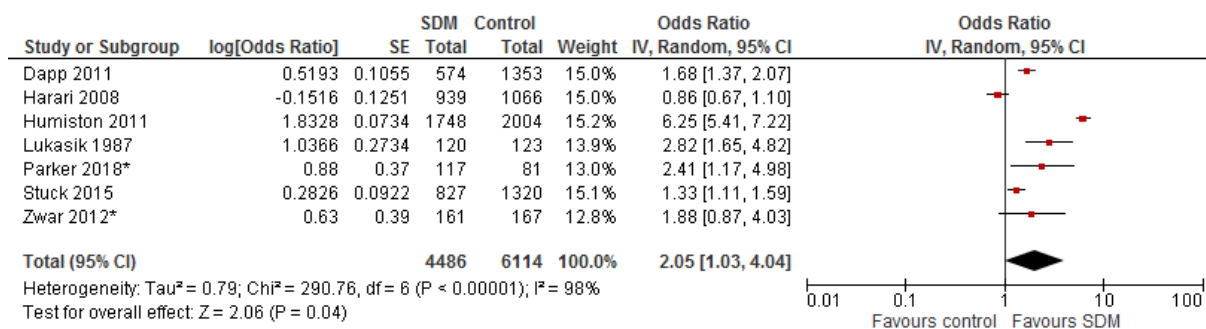 SDM Control Odds Ratio Odds Ratio
Study or Subgroup log[Odds Ratio] SE Total Total Weight IV, Random, 95% CI IV, Random, 95% CI
Dapp 2011 0.5193 0.1055 574 1353 15.0% 1.68 [1.37, 2.07]
Harari 2008 -0.1516 0.1251 939 1066 15.0% 0.86 [0.67, 1.10]
Humiston 2011 1.8328 0.0734 1748 2004 15.2% 6.25 [5.41, 7.22]
Lukasik 1987 1.0366 0.2734 120 123 13.9% 2.82 [1.65, 4.82]
Parker 2018* 0.88 0.37 117 81 13.0% 2.41 [1.17, 4.98]
Stuck 2015 0.2826 0.0922 827 1320 15.1% 1.33 [1.11, 1.59]
Zwar 2012* 0.63 0.39 161 167 12.8% 1.88 [0.87, 4.03]
Total (95% CI) 4486 6114 100.0% 2.05 [1.03, 4.04]
Heterogeneity: Tau² = 0.79; Chi² = 290.76, df = 6 (P < 0.00001); I² = 98%
Test for overall effect: Z = 2.06 (P = 0.04)
0.01 0.1 1 10 100
Favours control Favours SDM